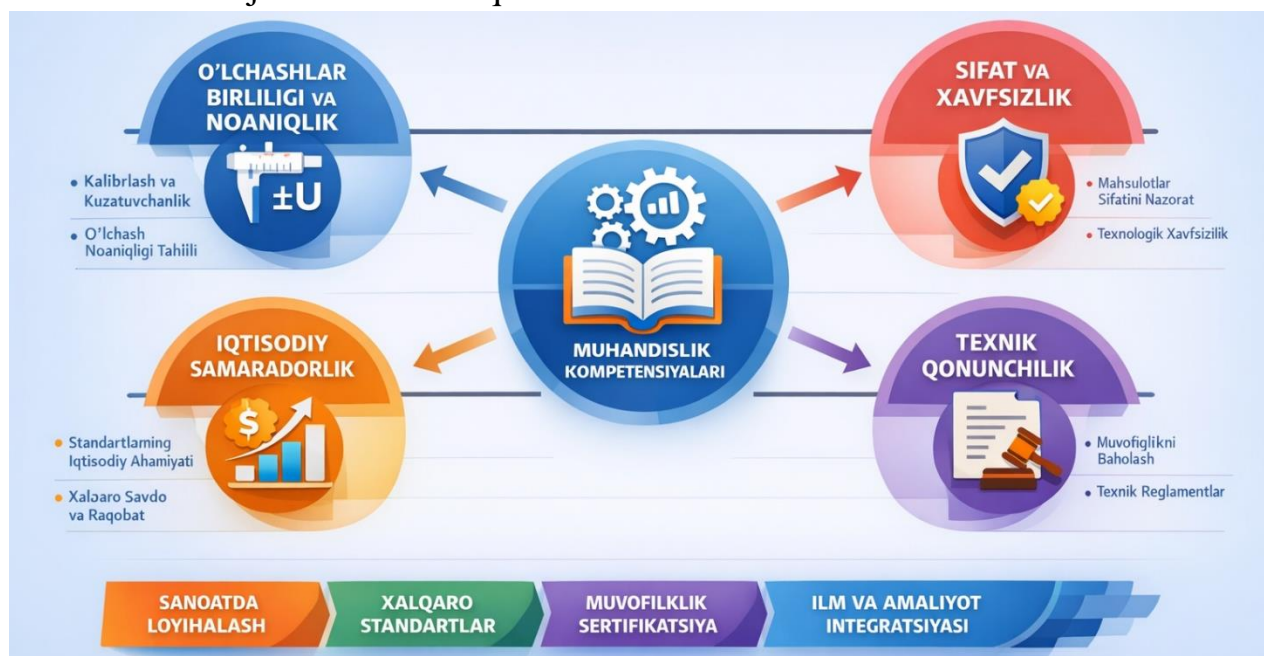 O'LCHASHLAR
BIRLILIGI VA
NOANIQLIK
±U
• Kalibrlash va
Kuzatuvchanlik
• O'lchash
Noaniqligi Tahlili
SIFAT VA
XAVFSIZLIK
• Mahsulotlar
Sifatini Nazorat
• Texnologik Xavfsizilik
MUHANDISLIK
KOMPETENSIYALARI
IQTISODIY
SAMARADORLIK
$
• Standartlaming
Iqtisodiy Ahamiyati
• Xalɔaro Savdo
va Raqobat
TEXNIK
QONUNCHILIK
• Muvofiglikni
Baholash
• Texnik Reglamentlar
SANOATDA
LOYIHALASH
XALQARO
STANDARTLAR
MUVOFILKLIK
SERTIFIKATSIYA
ILM VA AMALIYOT
INTEGRATSIYASI